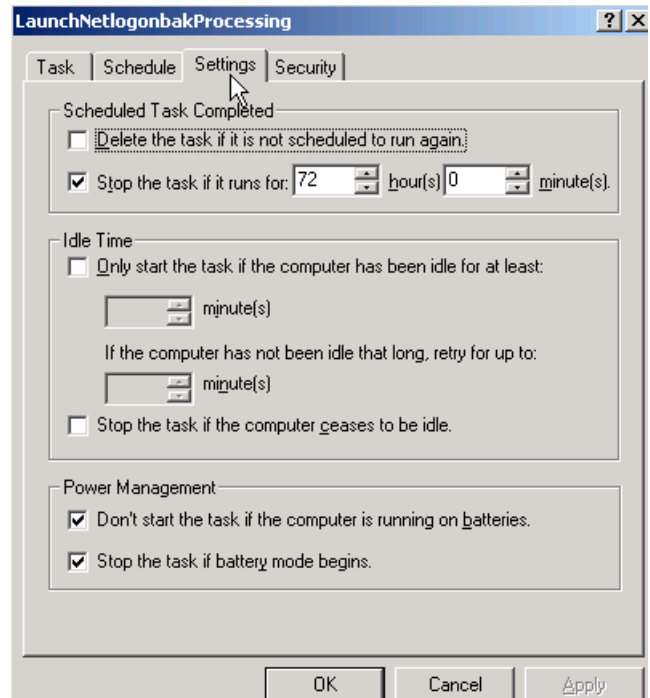 LaunchNetlogonbakProcessing
Task Schedule Settings Security
Scheduled Task Completed
Delete the task if it is not scheduled to run again.
Stop the task if it runs for: 72 hour(s) 0 minute(s).
Idle Time
Only start the task if the computer has been idle for at least:
minute(s)
If the computer has not been idle that long, retry for up to:
minute(s)
Stop the task if the computer ceases to be idle.
Power Management
Don't start the task if the computer is running on batteries.
Stop the task if battery mode begins.
OK Cancel Apply